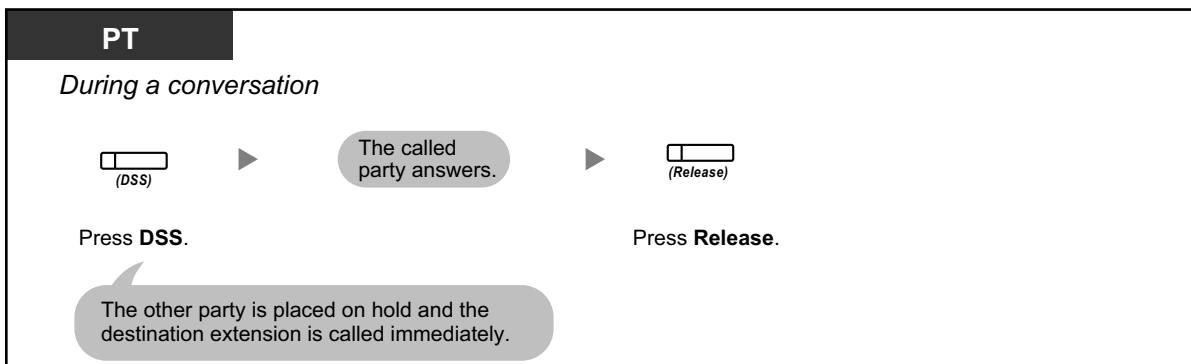 PT
During a conversation
The called
party answers.
(DSS)
(Release)
Press DSS.
Press Release.
The other party is placed on hold and the
destination extension is called immediately.